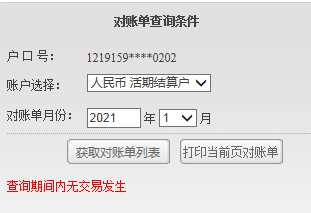 对账单查询条件
户 口 号： 1219159****0202
账户选择： 人民币 活期结算户
对账单月份： 2021 年 1 月
获取对账单列表 打印当前页对账单
查询期间内无交易发生